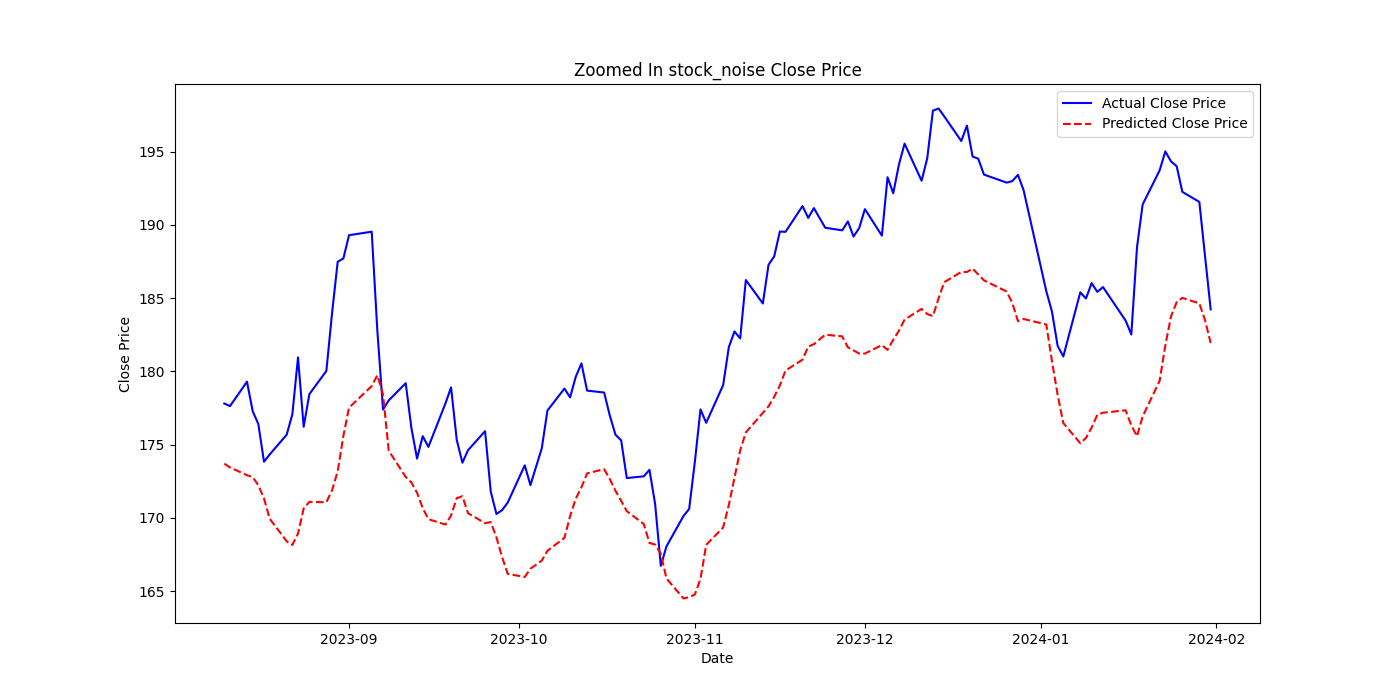 Zoomed In stock_noise Close Price
Actual Close Price
Predicted Close Price
Close Price
195
190
185
180
175
170
165
2023-09
2023-10
2023-11
2023-12
2024-01
2024-02
Date